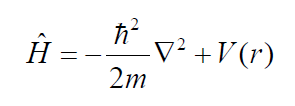 Ĥ = -ħ²/2m ∇² + V(r)